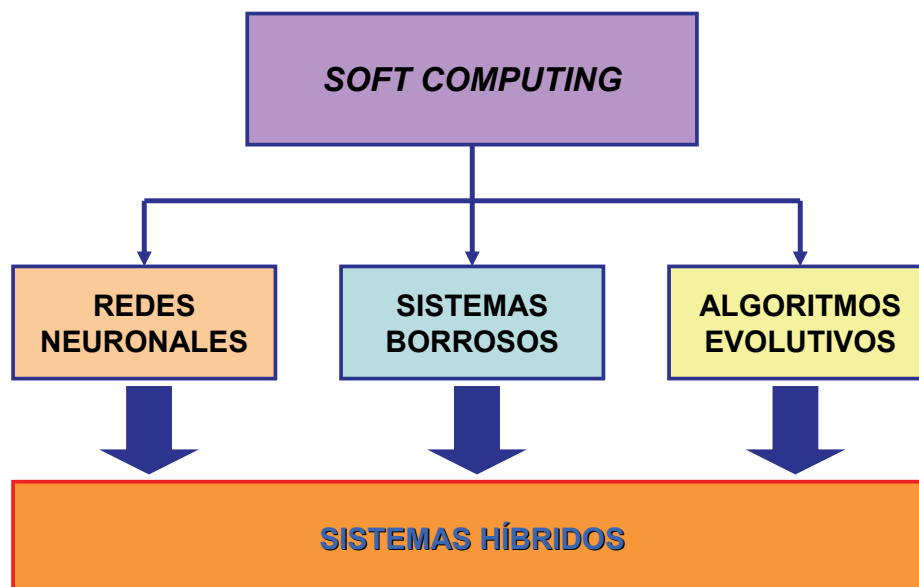 SOFT COMPUTING
REDES
NEURONALES
SISTEMAS
BORROSOS
ALGORITMOS
EVOLUTIVOS
SISTEMAS HÍBRIDOS